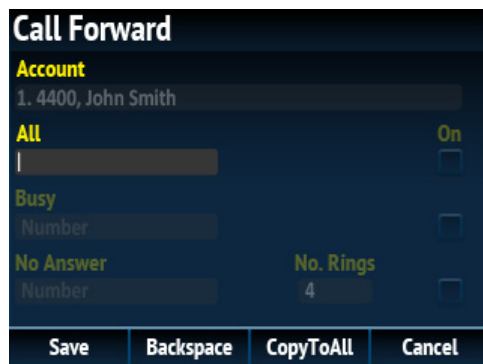 Call Forward
Account
1. 4400, John Smith
All On
Busy
Number
No Answer No. Rings
Number 4
Save Backspace CopyToAll Cancel